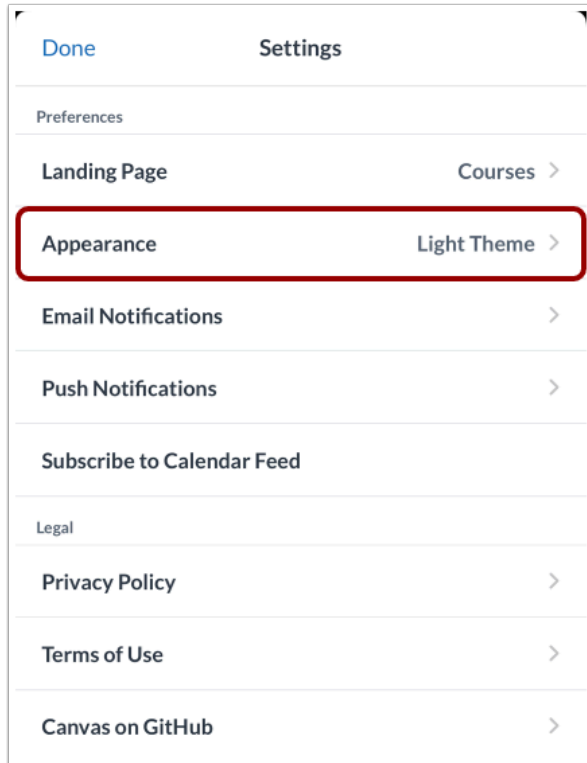 Done Settings
Preferences
Landing Page Courses
Appearance Light Theme
Email Notifications
Push Notifications
Subscribe to Calendar Feed
Legal
Privacy Policy
Terms of Use
Canvas on GitHub